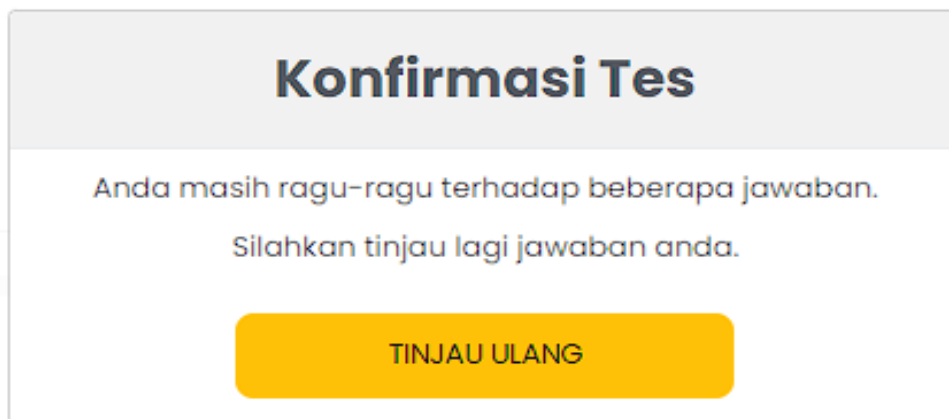 Konfirmasi Tes
Anda masih ragu-ragu terhadap beberapa jawaban.
Silahkan tinjau lagi jawaban anda.
TINJAU ULANG